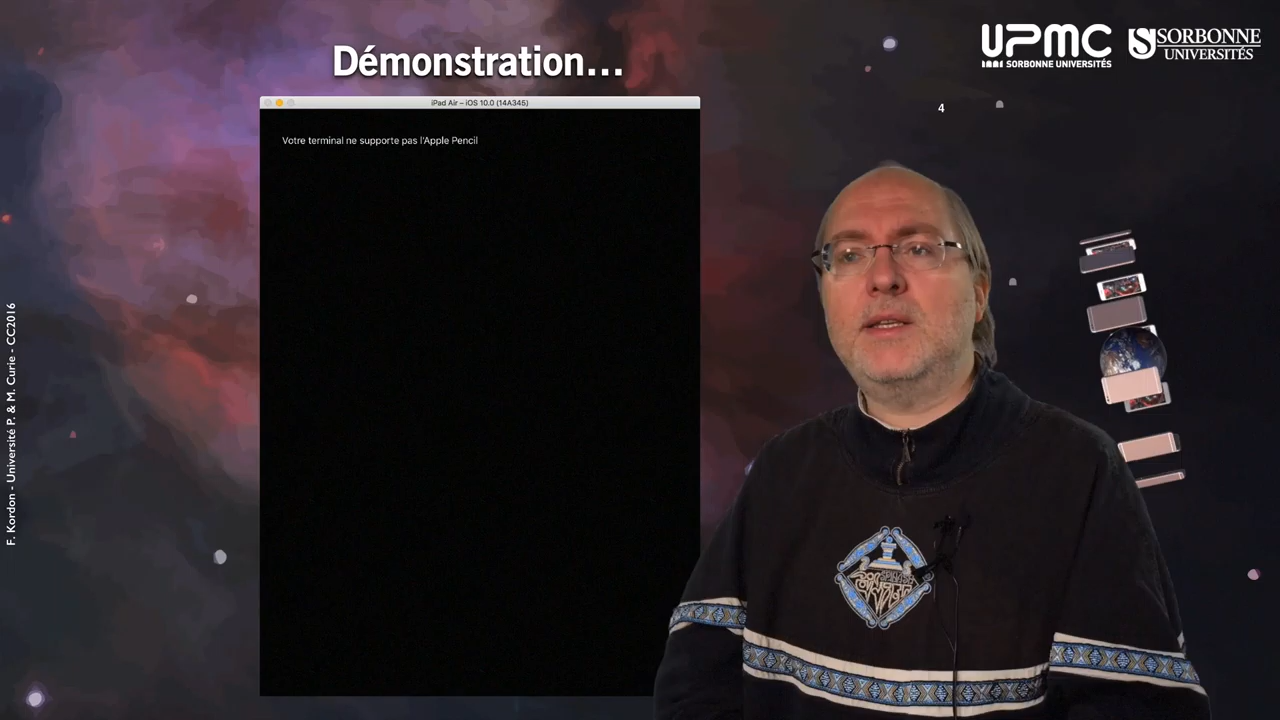 Démonstration...
UPMC
SORBONNE UNIVERSITÉS
SORBONNE
UNIVERSITÉS
4
iPad Air – iOS 10.0 (14A345)
Votre terminal ne supporte pas l'Apple Pencil
F. Kordon - Université P. & M. Curie - CC2016